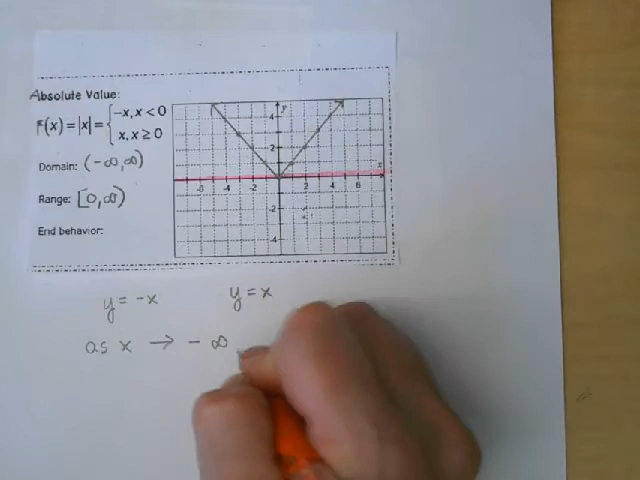 Absolute Value:
F(x) = |x| = { -x, x < 0
x, x ≥ 0
Domain: (-∞, ∞)
Range: [0, ∞)
End behavior:
y
x
4
2
-6 -4 -2 2 4 6
-2
-4
y = -x y = x
as x → -∞